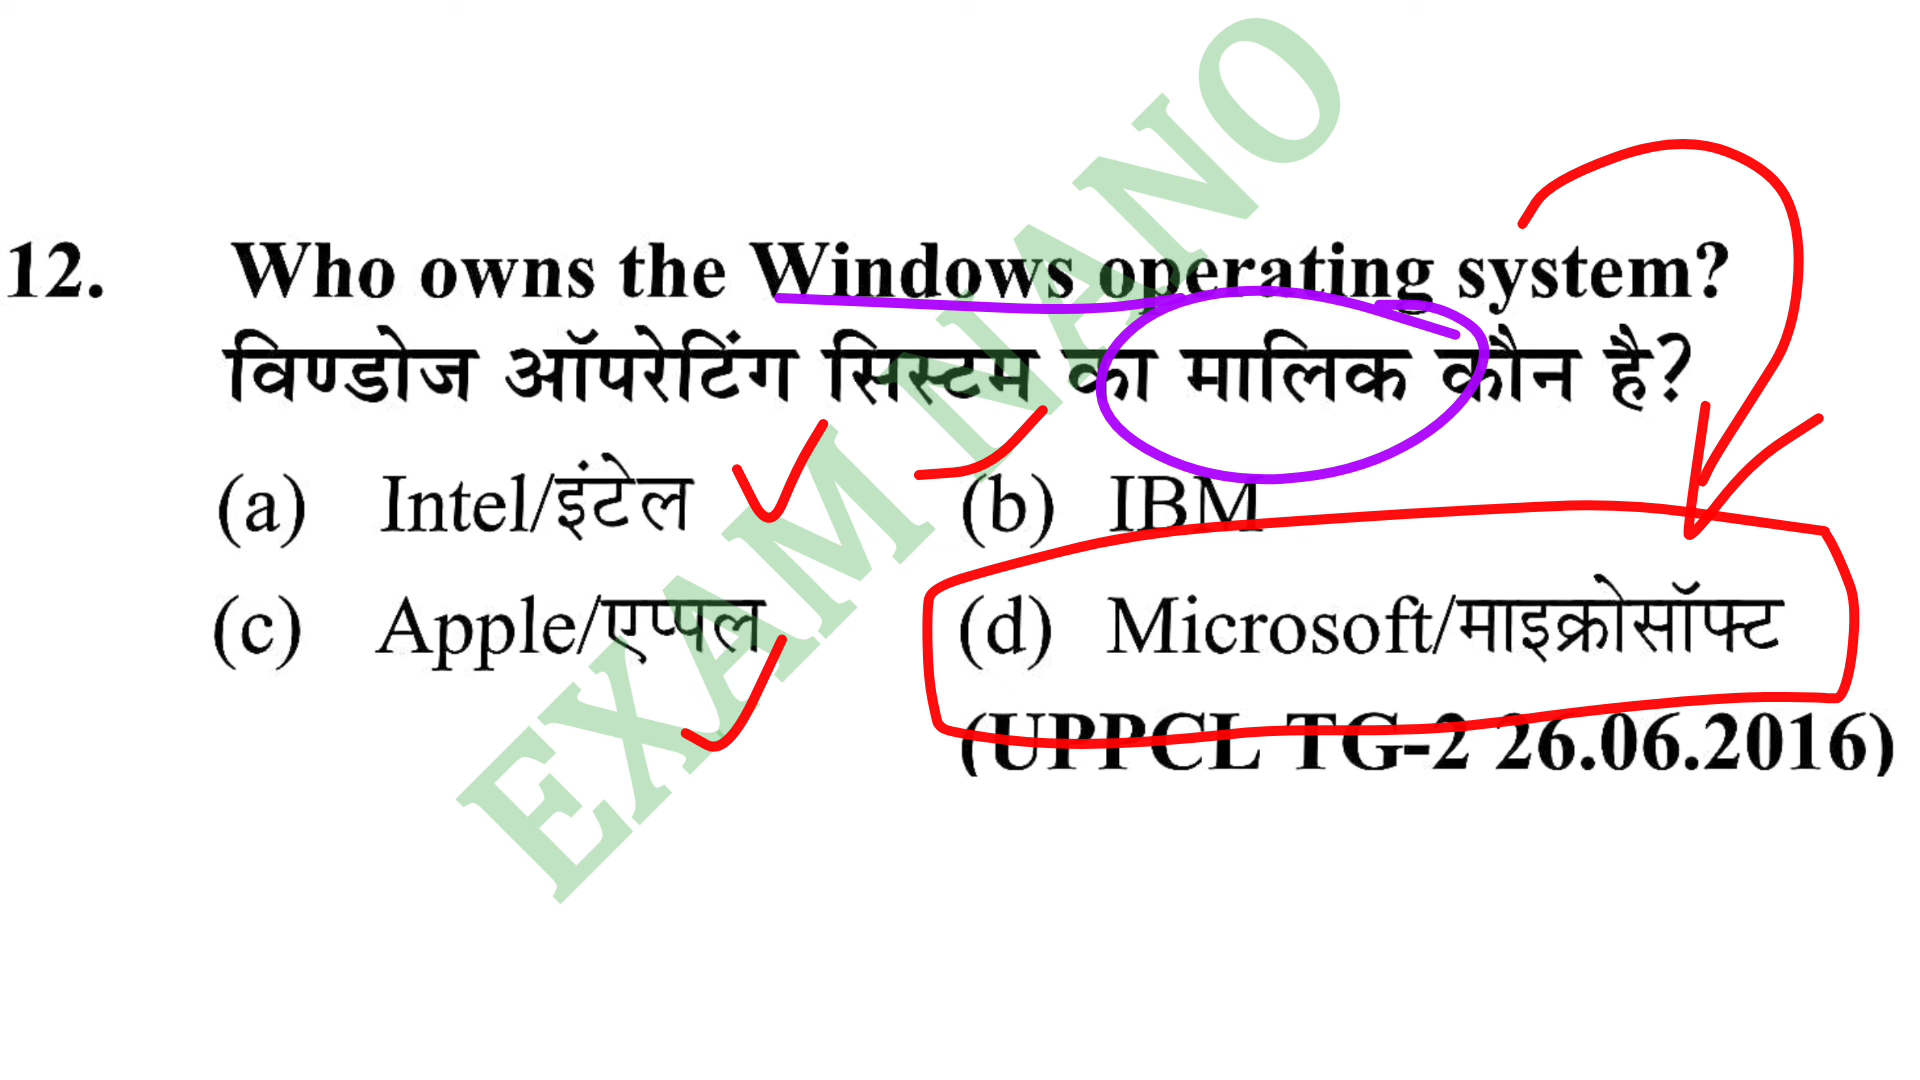 12. Who owns the Windows operating system?
विण्डोज ऑपरेटिंग सिस्टम का मालिक कौन है?
(a) Intel/इंटेल (b) IBM
(c) Apple/एप्पल (d) Microsoft/माइक्रोसॉफ्ट
(UPPCL TG-2 26.06.2016)
EXAM NANO